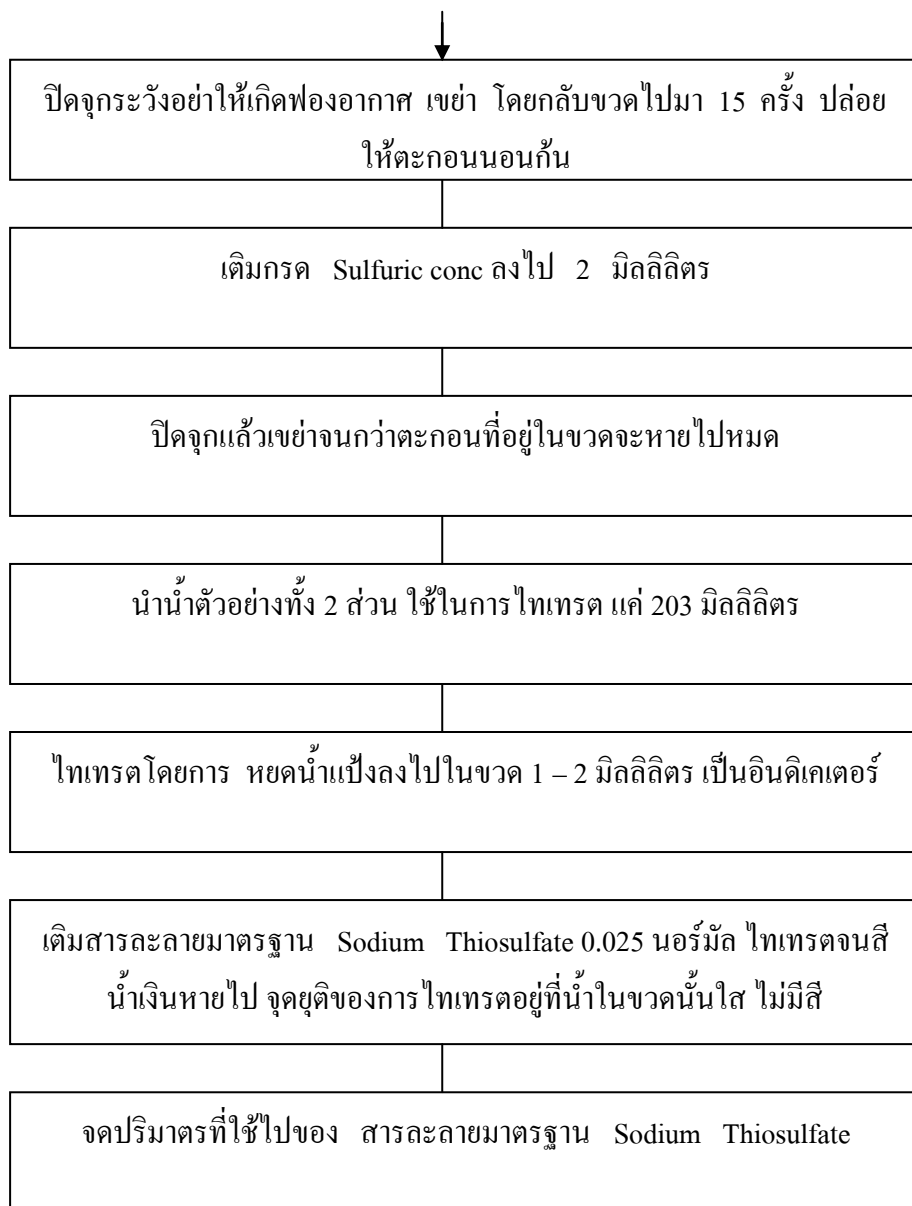 ปิดจุกระวังอย่าให้เกิดฟองอากาศ เขย่า โดยกลับขวดไปมา 15 ครั้ง ปล่อย
ให้ตะกอนนอนก้น
เติมกรด Sulfuric conc ลงไป 2 มิลลิลิตร
ปิดจุกแล้วเขย่าจนกว่าตะกอนที่อยู่ในขวดจะหายไปหมด
นำน้ำตัวอย่างทั้ง 2 ส่วน ใช้ในการไทเทรต แค่ 203 มิลลิลิตร
ไทเทรตโดยการ หยดน้ำแป้งลงไปในขวด 1 – 2 มิลลิลิตร เป็นอินดิเคเตอร์
เติมสารละลายมาตรฐาน Sodium Thiosulfate 0.025 นอร์มัล ไทเทรตจนสี
น้ำเงินหายไป จุดยุติของการไทเทรตอยู่ที่น้ำในขวดนั้นใส ไม่มีสี
จดปริมาตรที่ใช้ไปของ สารละลายมาตรฐาน Sodium Thiosulfate